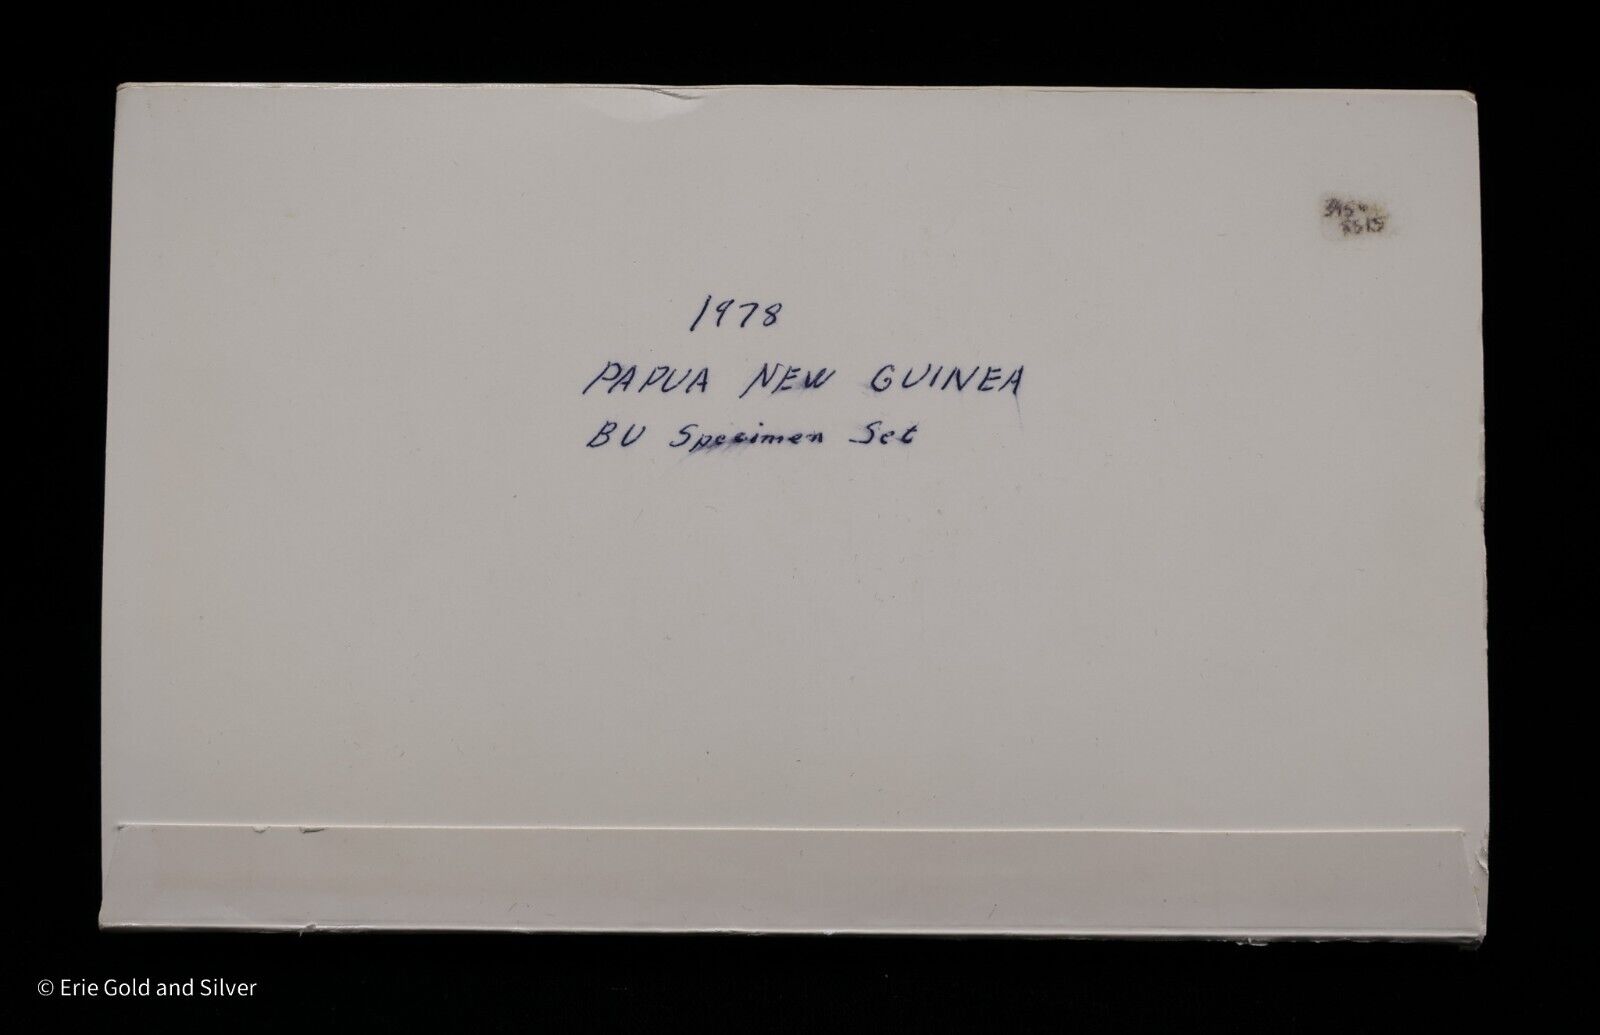 1978
PAPUA NEW GUINEA
BU Specimen Set
© Erie Gold and Silver